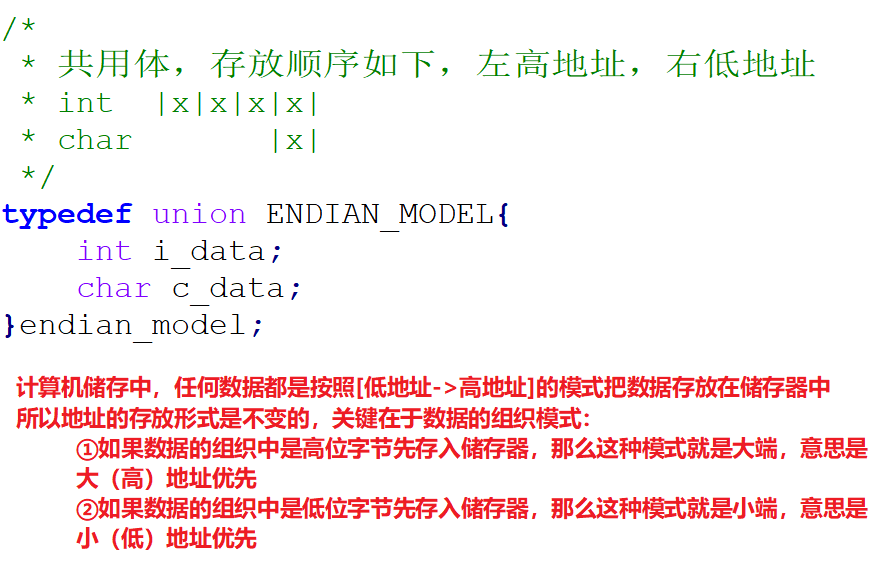 /*
 * 共用体，存放顺序如下，左高地址，右低地址
 * int  |x|x|x|x|
 * char       |x|
 */
typedef union ENDIAN_MODEL{
    int i_data;
    char c_data;
}endian_model;
计算机储存中，任何数据都是按照[低地址->高地址]的模式把数据存放在储存器中
所以地址的存放形式是不变的，关键在于数据的组织模式：
①如果数据的组织中是高位字节先存入储存器，那么这种模式就是大端，意思是
大（高）地址优先
②如果数据的组织中是低位字节先存入储存器，那么这种模式就是小端，意思是
小（低）地址优先